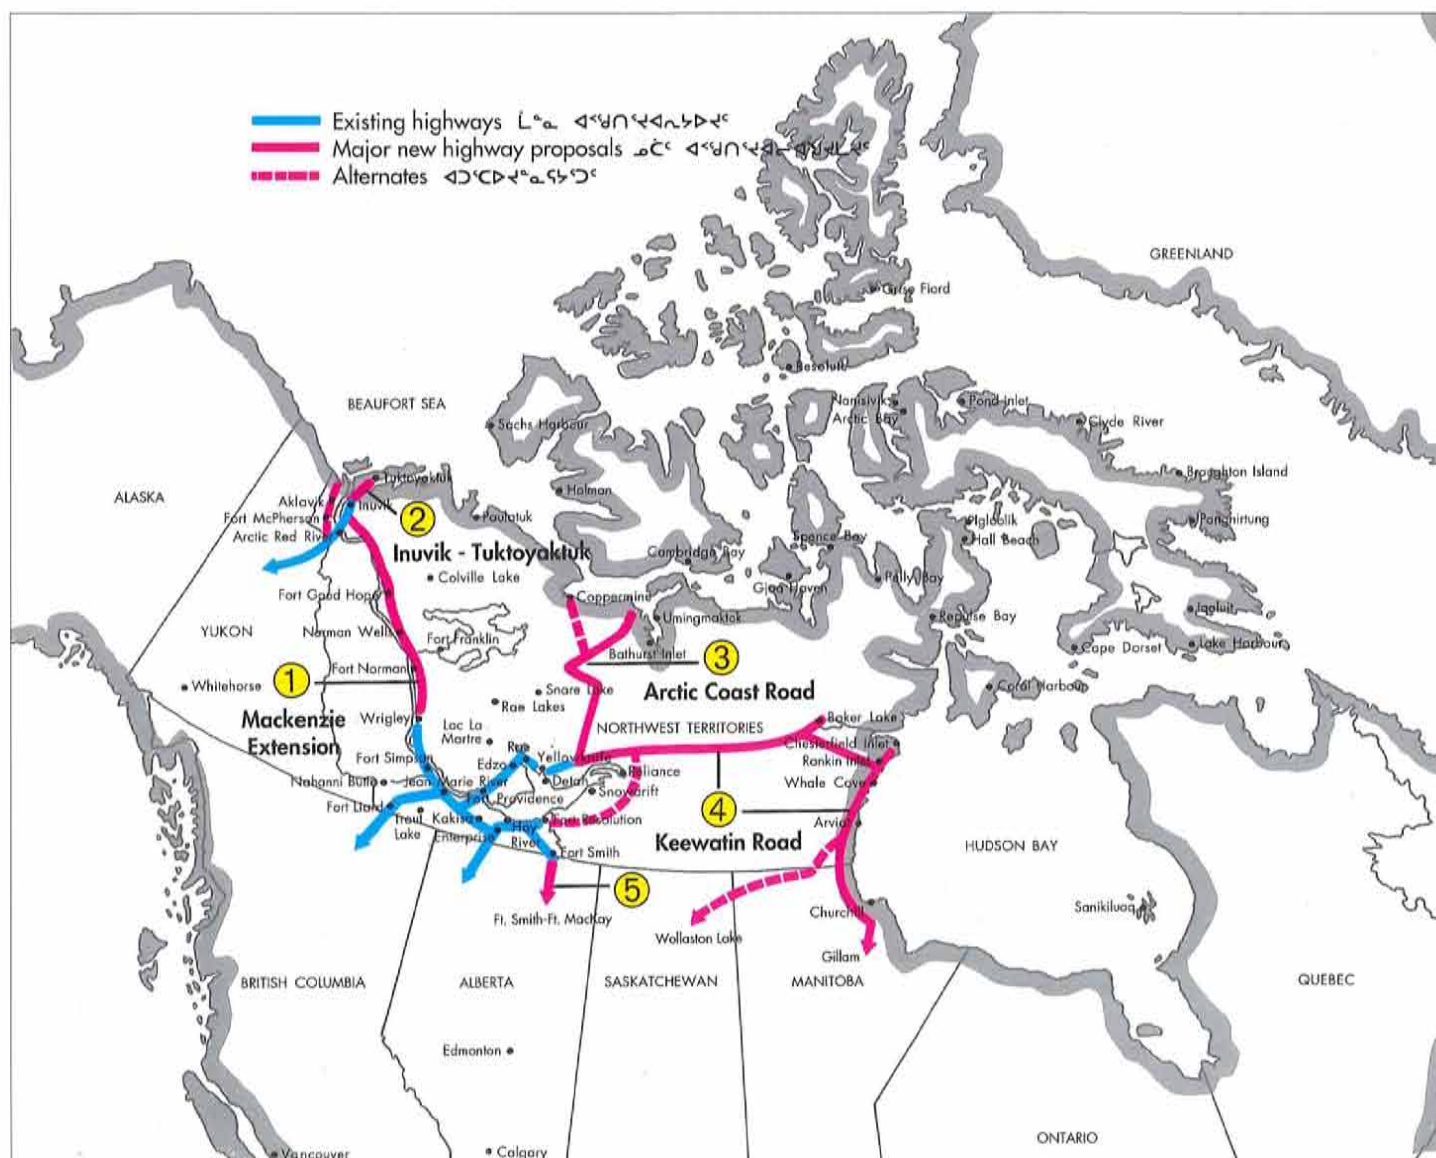 Existing highways ᒫᓐᓇ
Major new highway proposals
Alternates
GREENLAND
Grise Fiord
Resolute
BEAUFORT SEA
Nanisivik
Pond Inlet
Arctic Bay
Sachs Harbour
Clyde River
Tuktoyaktuk
Broughton Island
ALASKA
Aklavik
Inuvik
Holman
Fort McPherson
2
Paulatuk
Igloolik
Pangnirtung
Arctic Red River
Spence Bay
Hall Beach
Inuvik - Tuktoyaktuk
Cambridge Bay
Colville Lake
Gjoa Haven
Pelly Bay
Fort Good Hope
Coppermine
Umingmaktok
Repulse Bay
Iqaluit
YUKON
Norman Wells
Fort Franklin
Bathurst Inlet
3
Cape Dorset
Lake Harbour
Fort Norman
Whitehorse
1
Snare Lake
Arctic Coast Road
Coral Harbour
Rae Lakes
Mackenzie
Extension
Wrigley
Lac La
Martre
NORTHWEST TERRITORIES
Baker Lake
Chesterfield Inlet
Rae
Fort Simpson
Edzo
Yellowknife
Rankin Inlet
Reliance
Nahanni Butte
Jean Marie River
Detah
Whale Cove
Snowdrift
Fort Providence
Fort Liard
4
Trout
Lake
Kakisa
Hay
River
Fort Resolution
Arviat
Enterprise
Keewatin Road
HUDSON BAY
Fort Smith
5
Ft. Smith-Ft. MacKay
Churchill
Sanikiluaq
Wollaston Lake
Gillam
BRITISH COLUMBIA
ALBERTA
SASKATCHEWAN
MANITOBA
QUEBEC
Edmonton
ONTARIO
Vancouver
Calgary